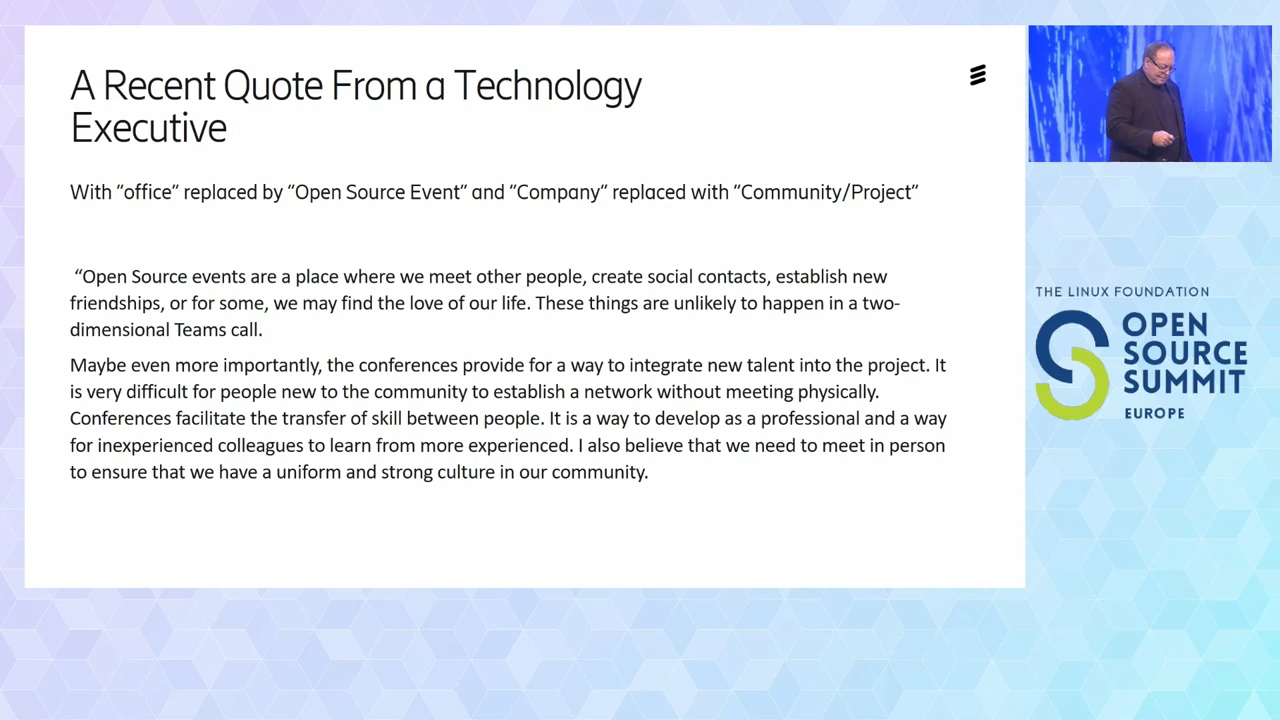 A Recent Quote From a Technology
Executive
With “office” replaced by “Open Source Event” and “Company” replaced with “Community/Project”
“Open Source events are a place where we meet other people, create social contacts, establish new
friendships, or for some, we may find the love of our life. These things are unlikely to happen in a two-
dimensional Teams call.
Maybe even more importantly, the conferences provide for a way to integrate new talent into the project. It
is very difficult for people new to the community to establish a network without meeting physically.
Conferences facilitate the transfer of skill between people. It is a way to develop as a professional and a way
for inexperienced colleagues to learn from more experienced. I also believe that we need to meet in person
to ensure that we have a uniform and strong culture in our community.
THE LINUX FOUNDATION
OPEN
SOURCE
SUMMIT
EUROPE